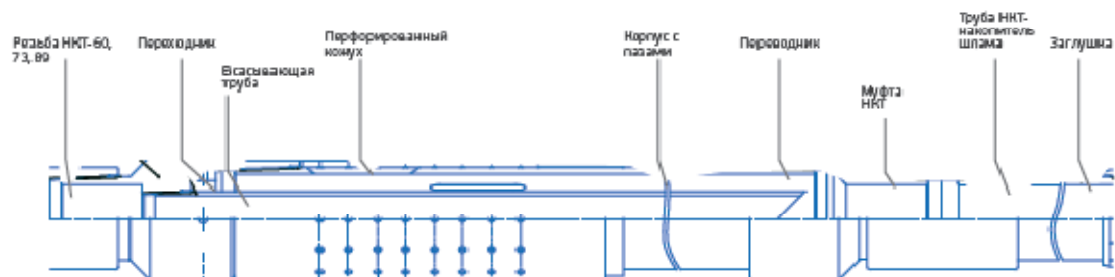 Резьба НКТ-60,
73, 89
Переходник
Всасывающая
труба
Перфорированный
кожух
Корпус с
пазами
Переводник
Муфта
НКТ
Труба НКТ-
накопитель
шлама
Заглушка